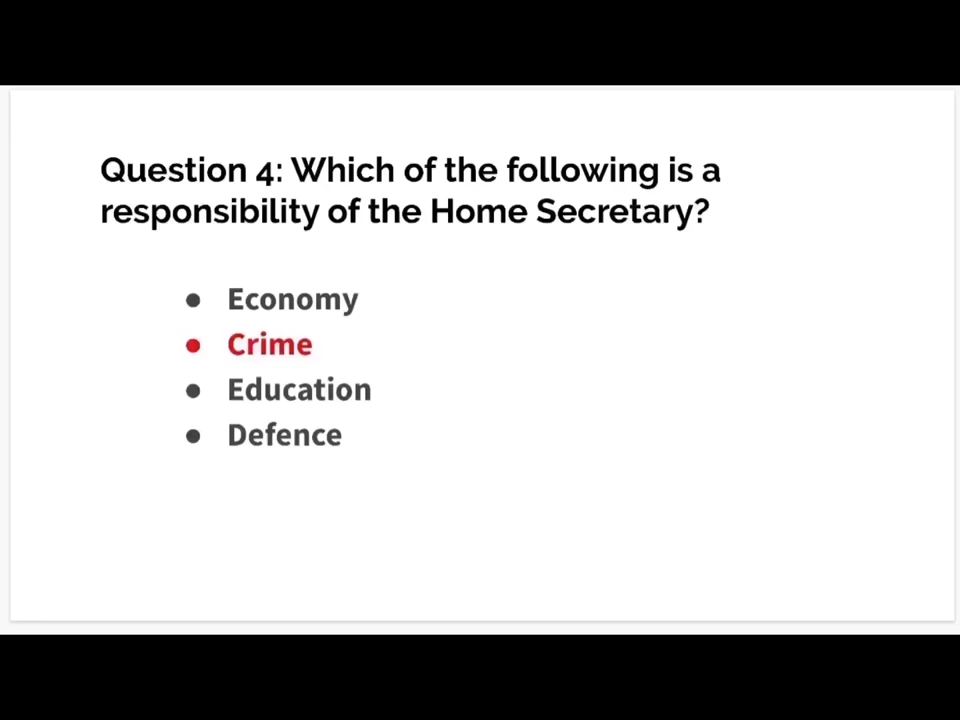 Question 4: Which of the following is a
responsibility of the Home Secretary?
● Economy
● Crime
● Education
● Defence